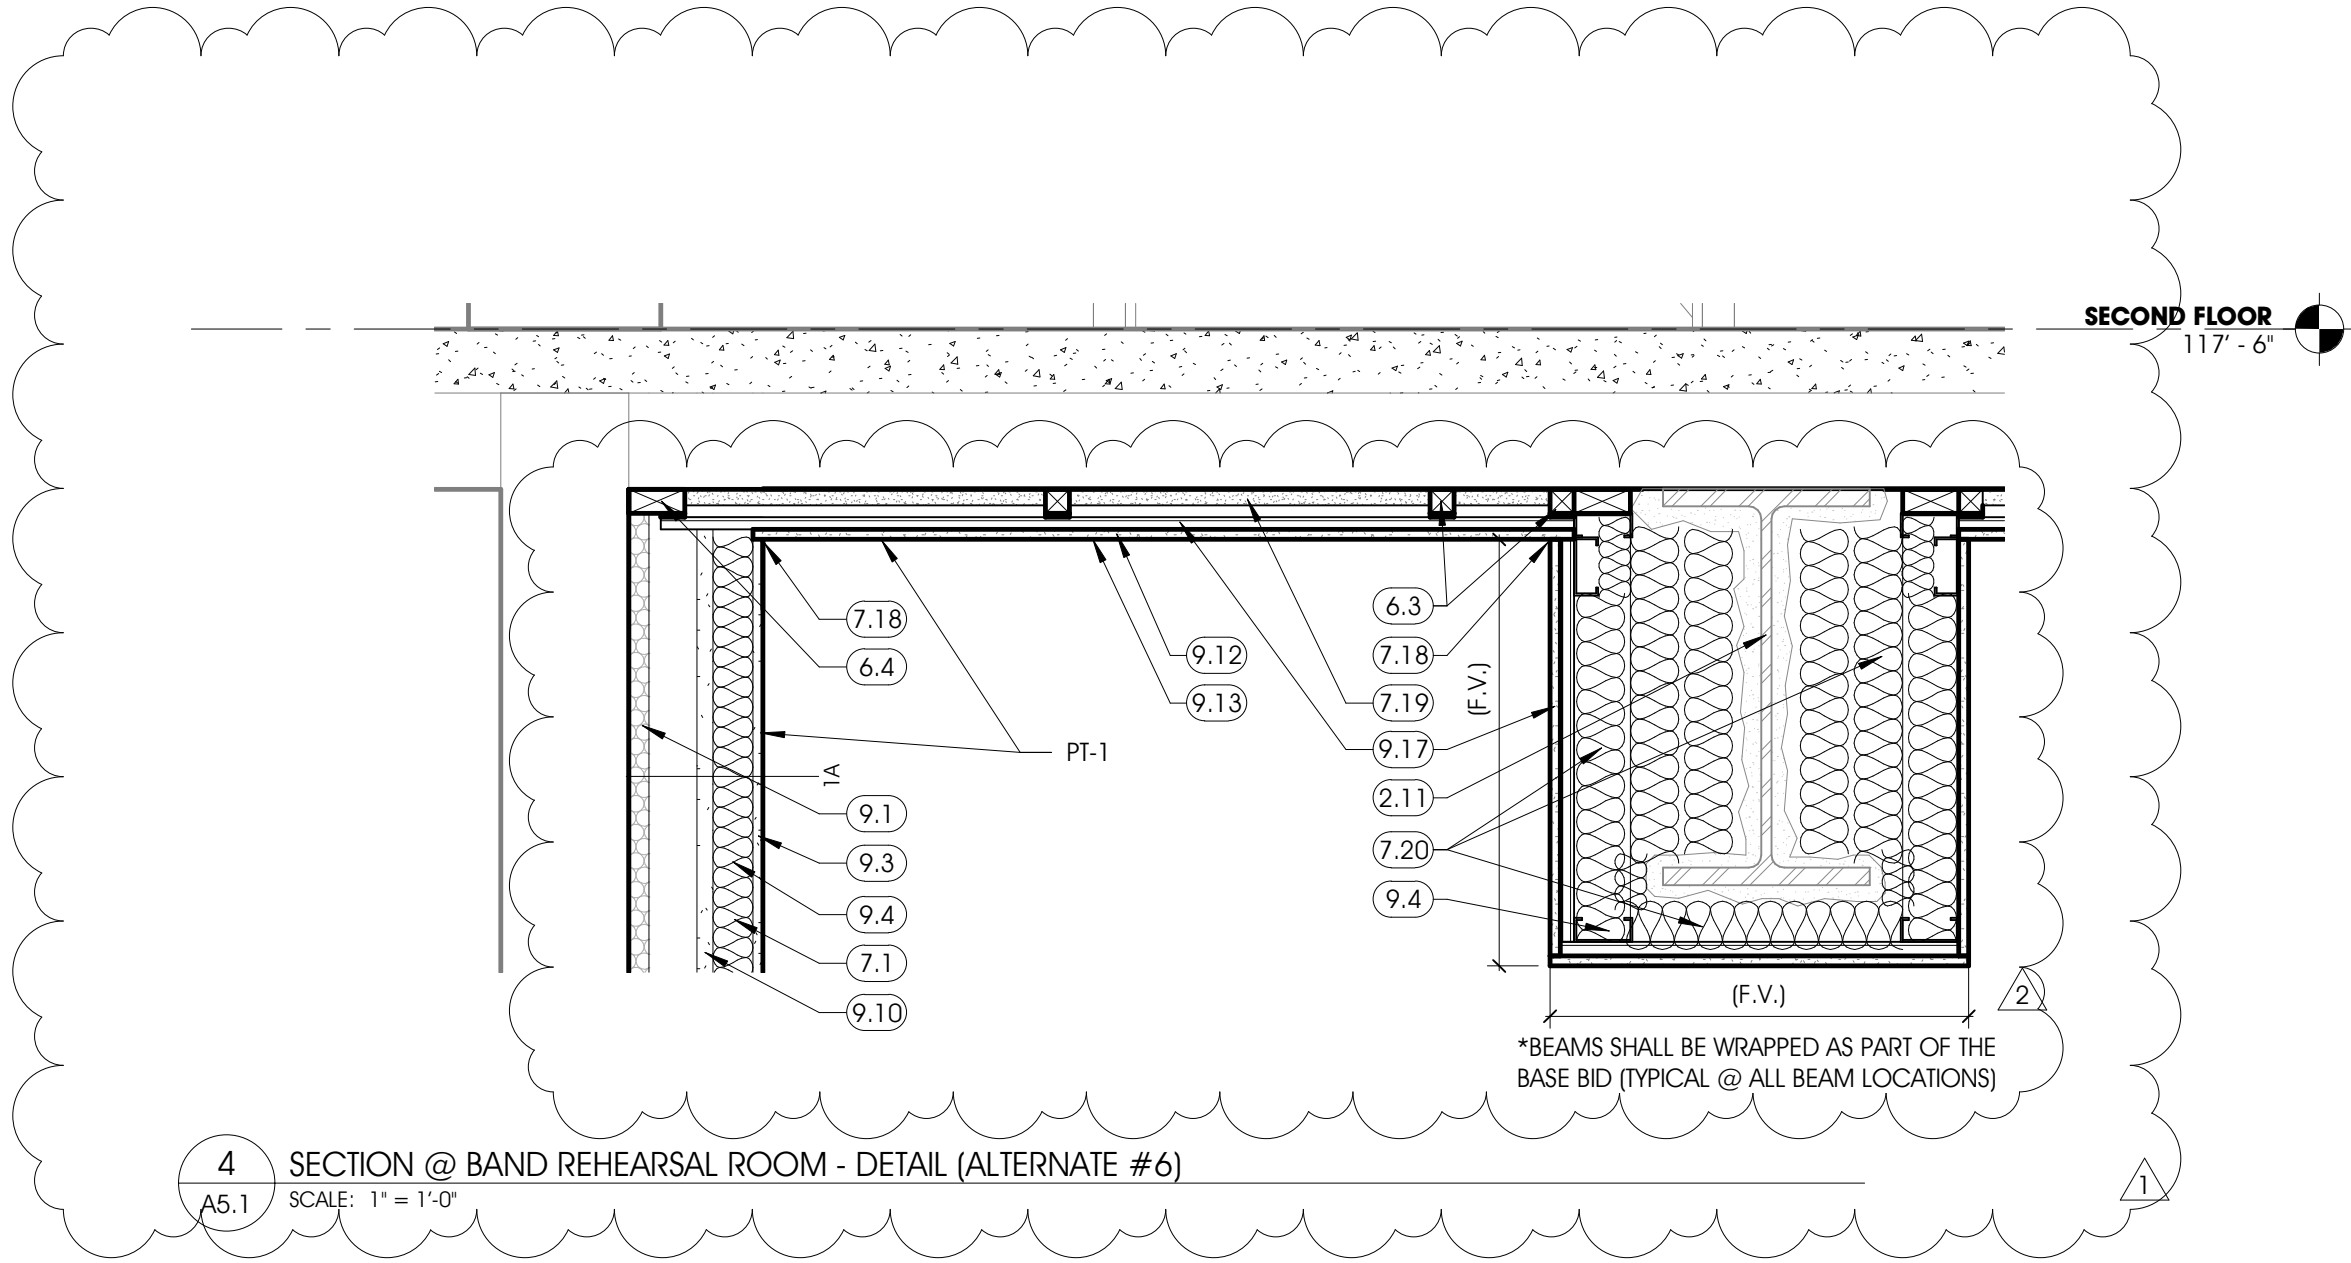 SECOND FLOOR
117' - 6"
7.18
6.4
9.12
9.13
PT-1
1A
9.1
9.3
9.4
7.1
9.10
6.3
7.18
7.19
9.17
2.11
7.20
9.4
(F.V.)
(F.V.)
2
*BEAMS SHALL BE WRAPPED AS PART OF THE
BASE BID (TYPICAL @ ALL BEAM LOCATIONS)
4
A5.1
SECTION @ BAND REHEARSAL ROOM - DETAIL (ALTERNATE #6)
SCALE: 1" = 1'-0"
1